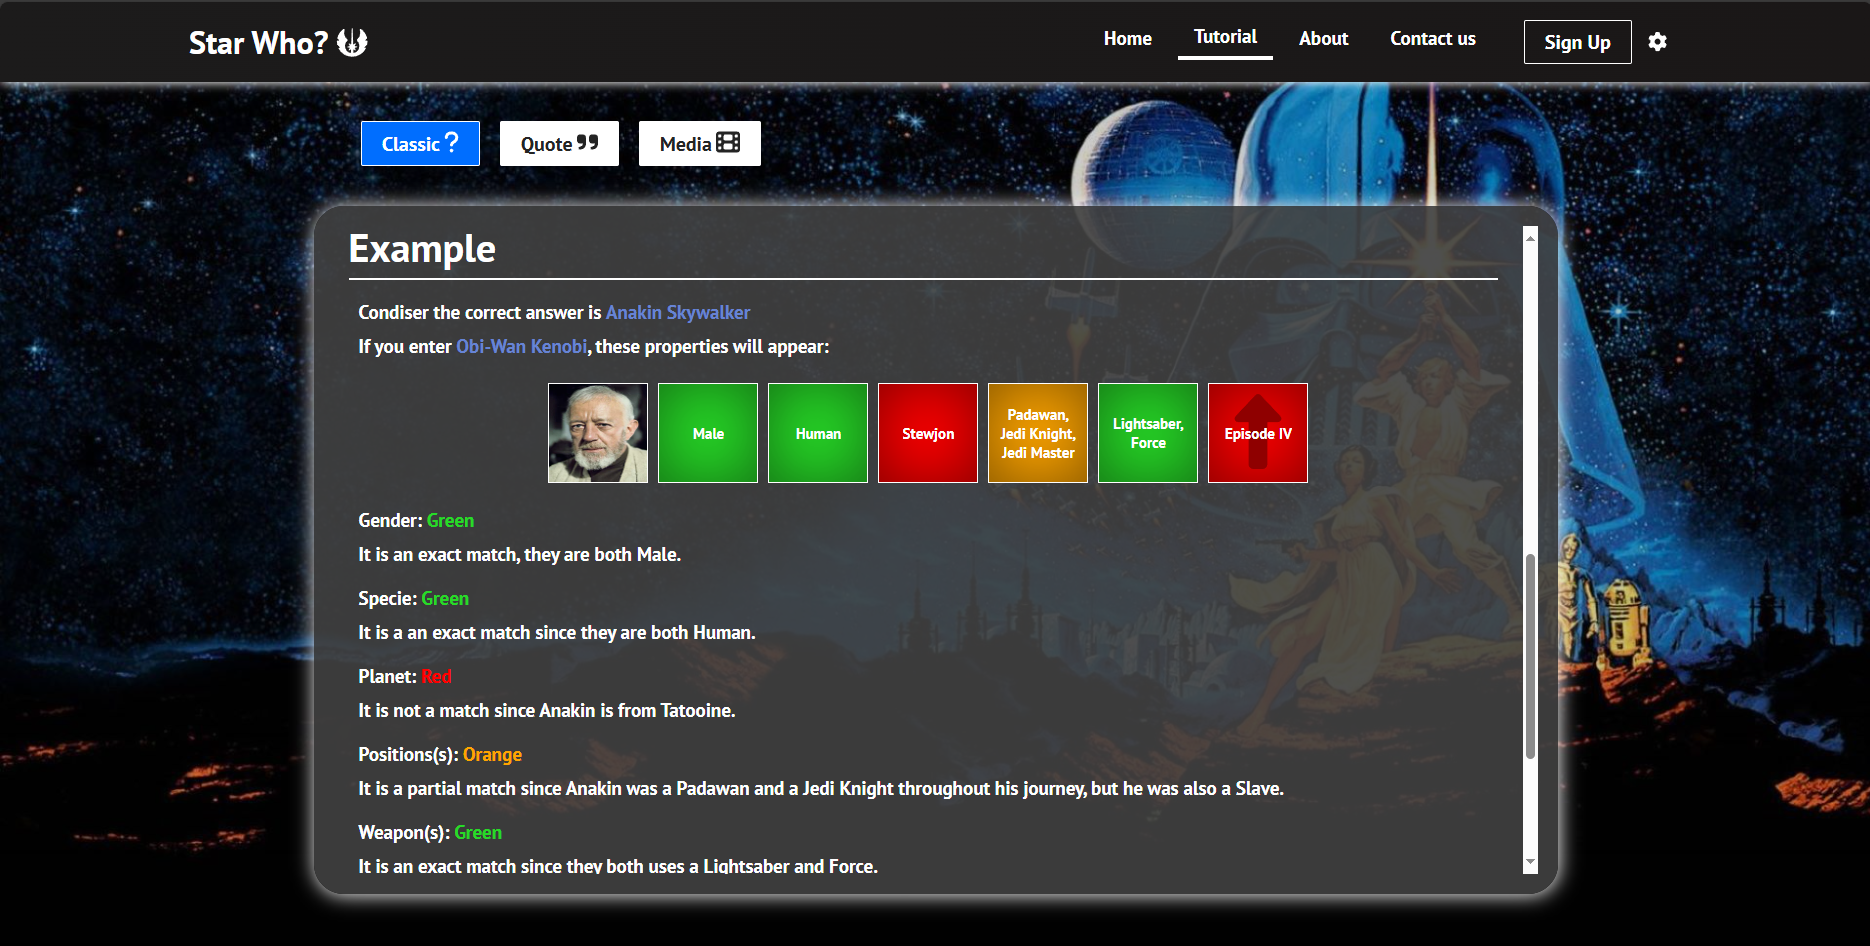 Star Who?
Home
Tutorial
About
Contact us
Sign Up
Classic ?
Quote
Media
Example
Condiser the correct answer is Anakin Skywalker
If you enter Obi-Wan Kenobi, these properties will appear:
Male
Human
Stewjon
Padawan,
Jedi Knight,
Jedi Master
Lightsaber,
Force
Episode IV
Gender: Green
It is an exact match, they are both Male.
Specie: Green
It is a an exact match since they are both Human.
Planet: Red
It is not a match since Anakin is from Tatooine.
Positions(s): Orange
It is a partial match since Anakin was a Padawan and a Jedi Knight throughout his journey, but he was also a Slave.
Weapon(s): Green
It is an exact match since they both uses a Lightsaber and Force.